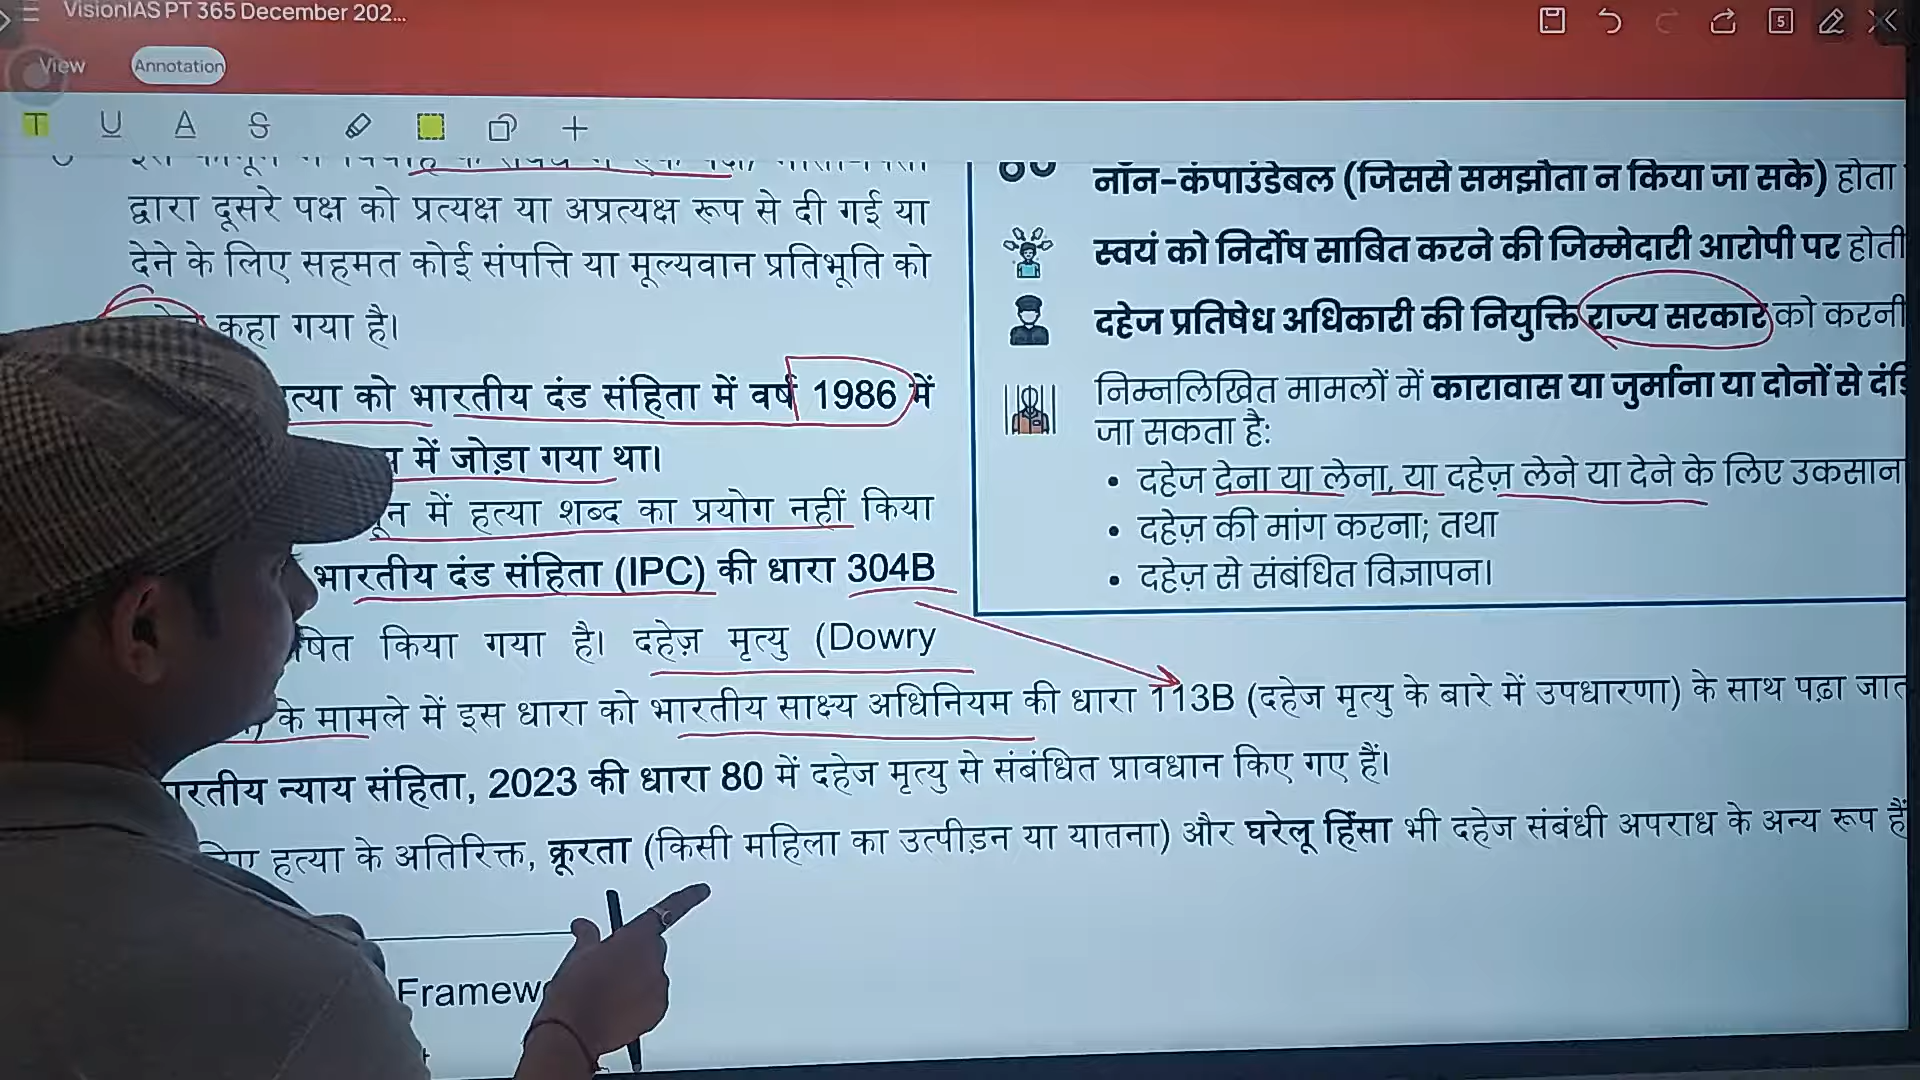 VisionIAS PT 365 December 202...
View
Annotation
5
T U A S
द्वारा दूसरे पक्ष को प्रत्यक्ष या अप्रत्यक्ष रूप से दी गई या
देने के लिए सहमत कोई संपत्ति या मूल्यवान प्रतिभूति को
कहा गया है।
त्या को भारतीय दंड संहिता में वर्ष 1986 में
में जोड़ा गया था।
में हत्या शब्द का प्रयोग नहीं किया
भारतीय दंड संहिता (IPC) की धारा 304B
षित किया गया है। दहेज़ मृत्यु (Dowry
के मामले में इस धारा को भारतीय साक्ष्य अधिनियम की धारा 113B (दहेज मृत्यु के बारे में उपधारणा) के साथ पढ़ा जात
रतीय न्याय संहिता, 2023 की धारा 80 में दहेज मृत्यु से संबंधित प्रावधान किए गए हैं।
हत्या के अतिरिक्त, क्रूरता (किसी महिला का उत्पीड़न या यातना) और घरेलू हिंसा भी दहेज संबंधी अपराध के अन्य रूप हैं
Framew
नॉन-कंपाउंडेबल (जिससे समझोता न किया जा सके) होता
स्वयं को निर्दोष साबित करने की जिम्मेदारी आरोपी पर होती
दहेज प्रतिषेध अधिकारी की नियुक्ति राज्य सरकार को करनी
निम्नलिखित मामलों में कारावास या जुर्माना या दोनों से दंडि
जा सकता है:
• दहेज देना या लेना, या दहेज़ लेने या देने के लिए उकसाना
• दहेज़ की मांग करना; तथा
• दहेज़ से संबंधित विज्ञापन।